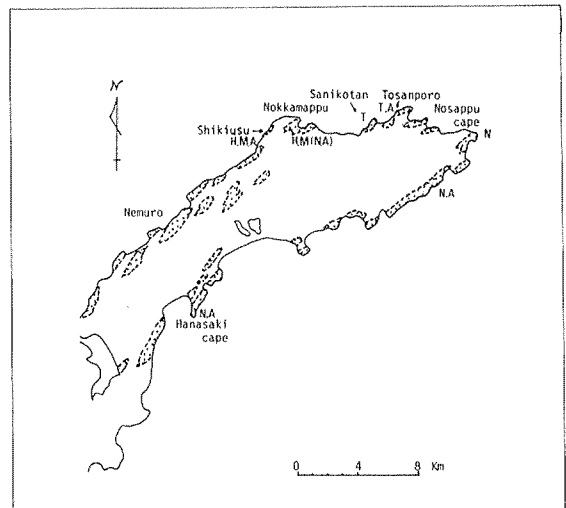 N
Sanikotan
Tosanporo
Nokkamappu
T
T.A
Nosappu
cape
Shikiusu
H.M.A
H.M(NA)
N
Nemuro
N.A
N.A
Hanasaki
cape
0 4 8 Km